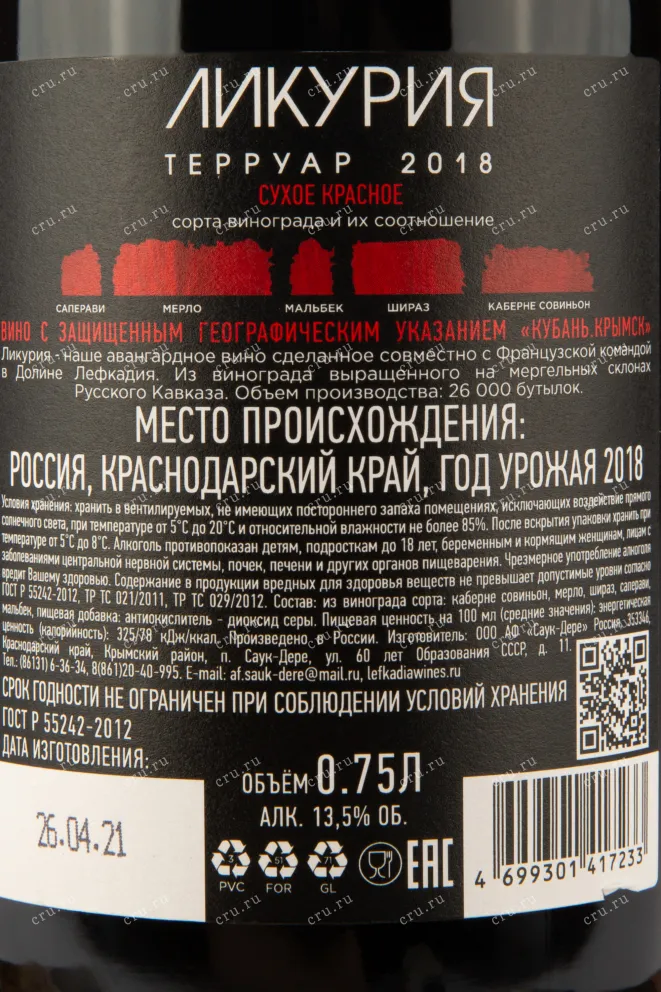 ЛИКУРИЯ
ТЕРРУАР 2018
СУХОЕ КРАСНОЕ
сорта винограда и их соотношение
САПЕРАВИ МЕРЛО МАЛЬБЕК ШИРАЗ КАБЕРНЕ СОВИНЬОН
ВИНО С ЗАЩИЩЕННЫМ ГЕОГРАФИЧЕСКИМ УКАЗАНИЕМ «КУБАНЬ.КРЫМСК»
Ликурия - наше авангардное вино сделанное совместно с Французской командой
в Долине Лефкадия. Из винограда выращенного на мергельных склонах
Русского Кавказа. Объем производства: 26 000 бутылок.
МЕСТО ПРОИСХОЖДЕНИЯ:
РОССИЯ, КРАСНОДАРСКИЙ КРАЙ, ГОД УРОЖАЯ 2018
Условия хранения: хранить в вентилируемых, не имеющих постороннего запаха помещениях, исключающих воздействие прямого
солнечного света, при температуре от 5°С до 20°С и относительной влажности не более 85%. После вскрытия упаковки хранить при
температуре от 5°С до 8°С. Алкоголь противопоказан детям, подросткам до 18 лет, беременным и кормящим женщинам, лицам с
заболеваниями центральной нервной системы, почек, печени и других органов пищеварения. Чрезмерное употребление алкоголя
вредит Вашему здоровью. Содержание в продукции вредных для здоровья веществ не превышает допустимые уровни согласно
ГОСТ Р 55242-2012, ТР ТС 021/2011, ТР ТС 029/2012. Состав: из винограда сорта: каберне совиньон, мерло, шираз, саперави,
мальбек, пищевая добавка: антиокислитель - диоксид серы. Пищевая ценность на 100 мл (средние значения): энергетическая
ценность (калорийность): 325/78 кДж/ккал. Произведено в России. Изготовитель: ООО АФ «Саук-Дере» Россия, 353346,
Краснодарский край, Крымский район, п. Саук-Дере, ул. 60 лет Образования СССР, д. 11.
Тел.: (86131) 6-36-34, 8(861)20-40-995. E-mail: af.sauk-dere@mail.ru, lefkadiawines.ru
СРОК ГОДНОСТИ НЕ ОГРАНИЧЕН ПРИ СОБЛЮДЕНИИ УСЛОВИЙ ХРАНЕНИЯ
ГОСТ Р 55242-2012
ДАТА ИЗГОТОВЛЕНИЯ:
26.04.21
ОБЪЁМ 0.75Л
АЛК. 13,5% ОБ.
3 51 71
PVC FOR GL
EAC
4 699301 417233
cru.ru